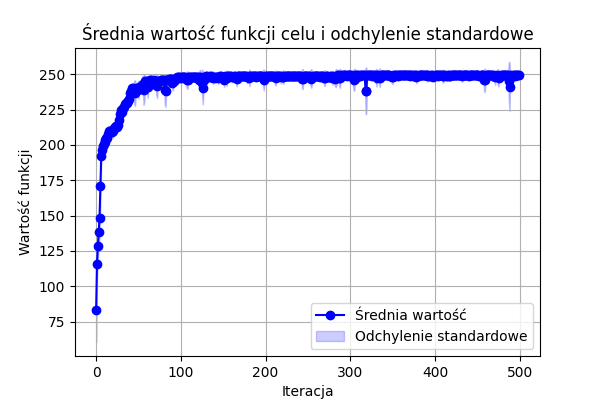 Średnia wartość funkcji celu i odchylenie standardowe
Wartość funkcji
250
225
200
175
150
125
100
75
Średnia wartość
Odchylenie standardowe
0 100 200 300 400 500
Iteracja